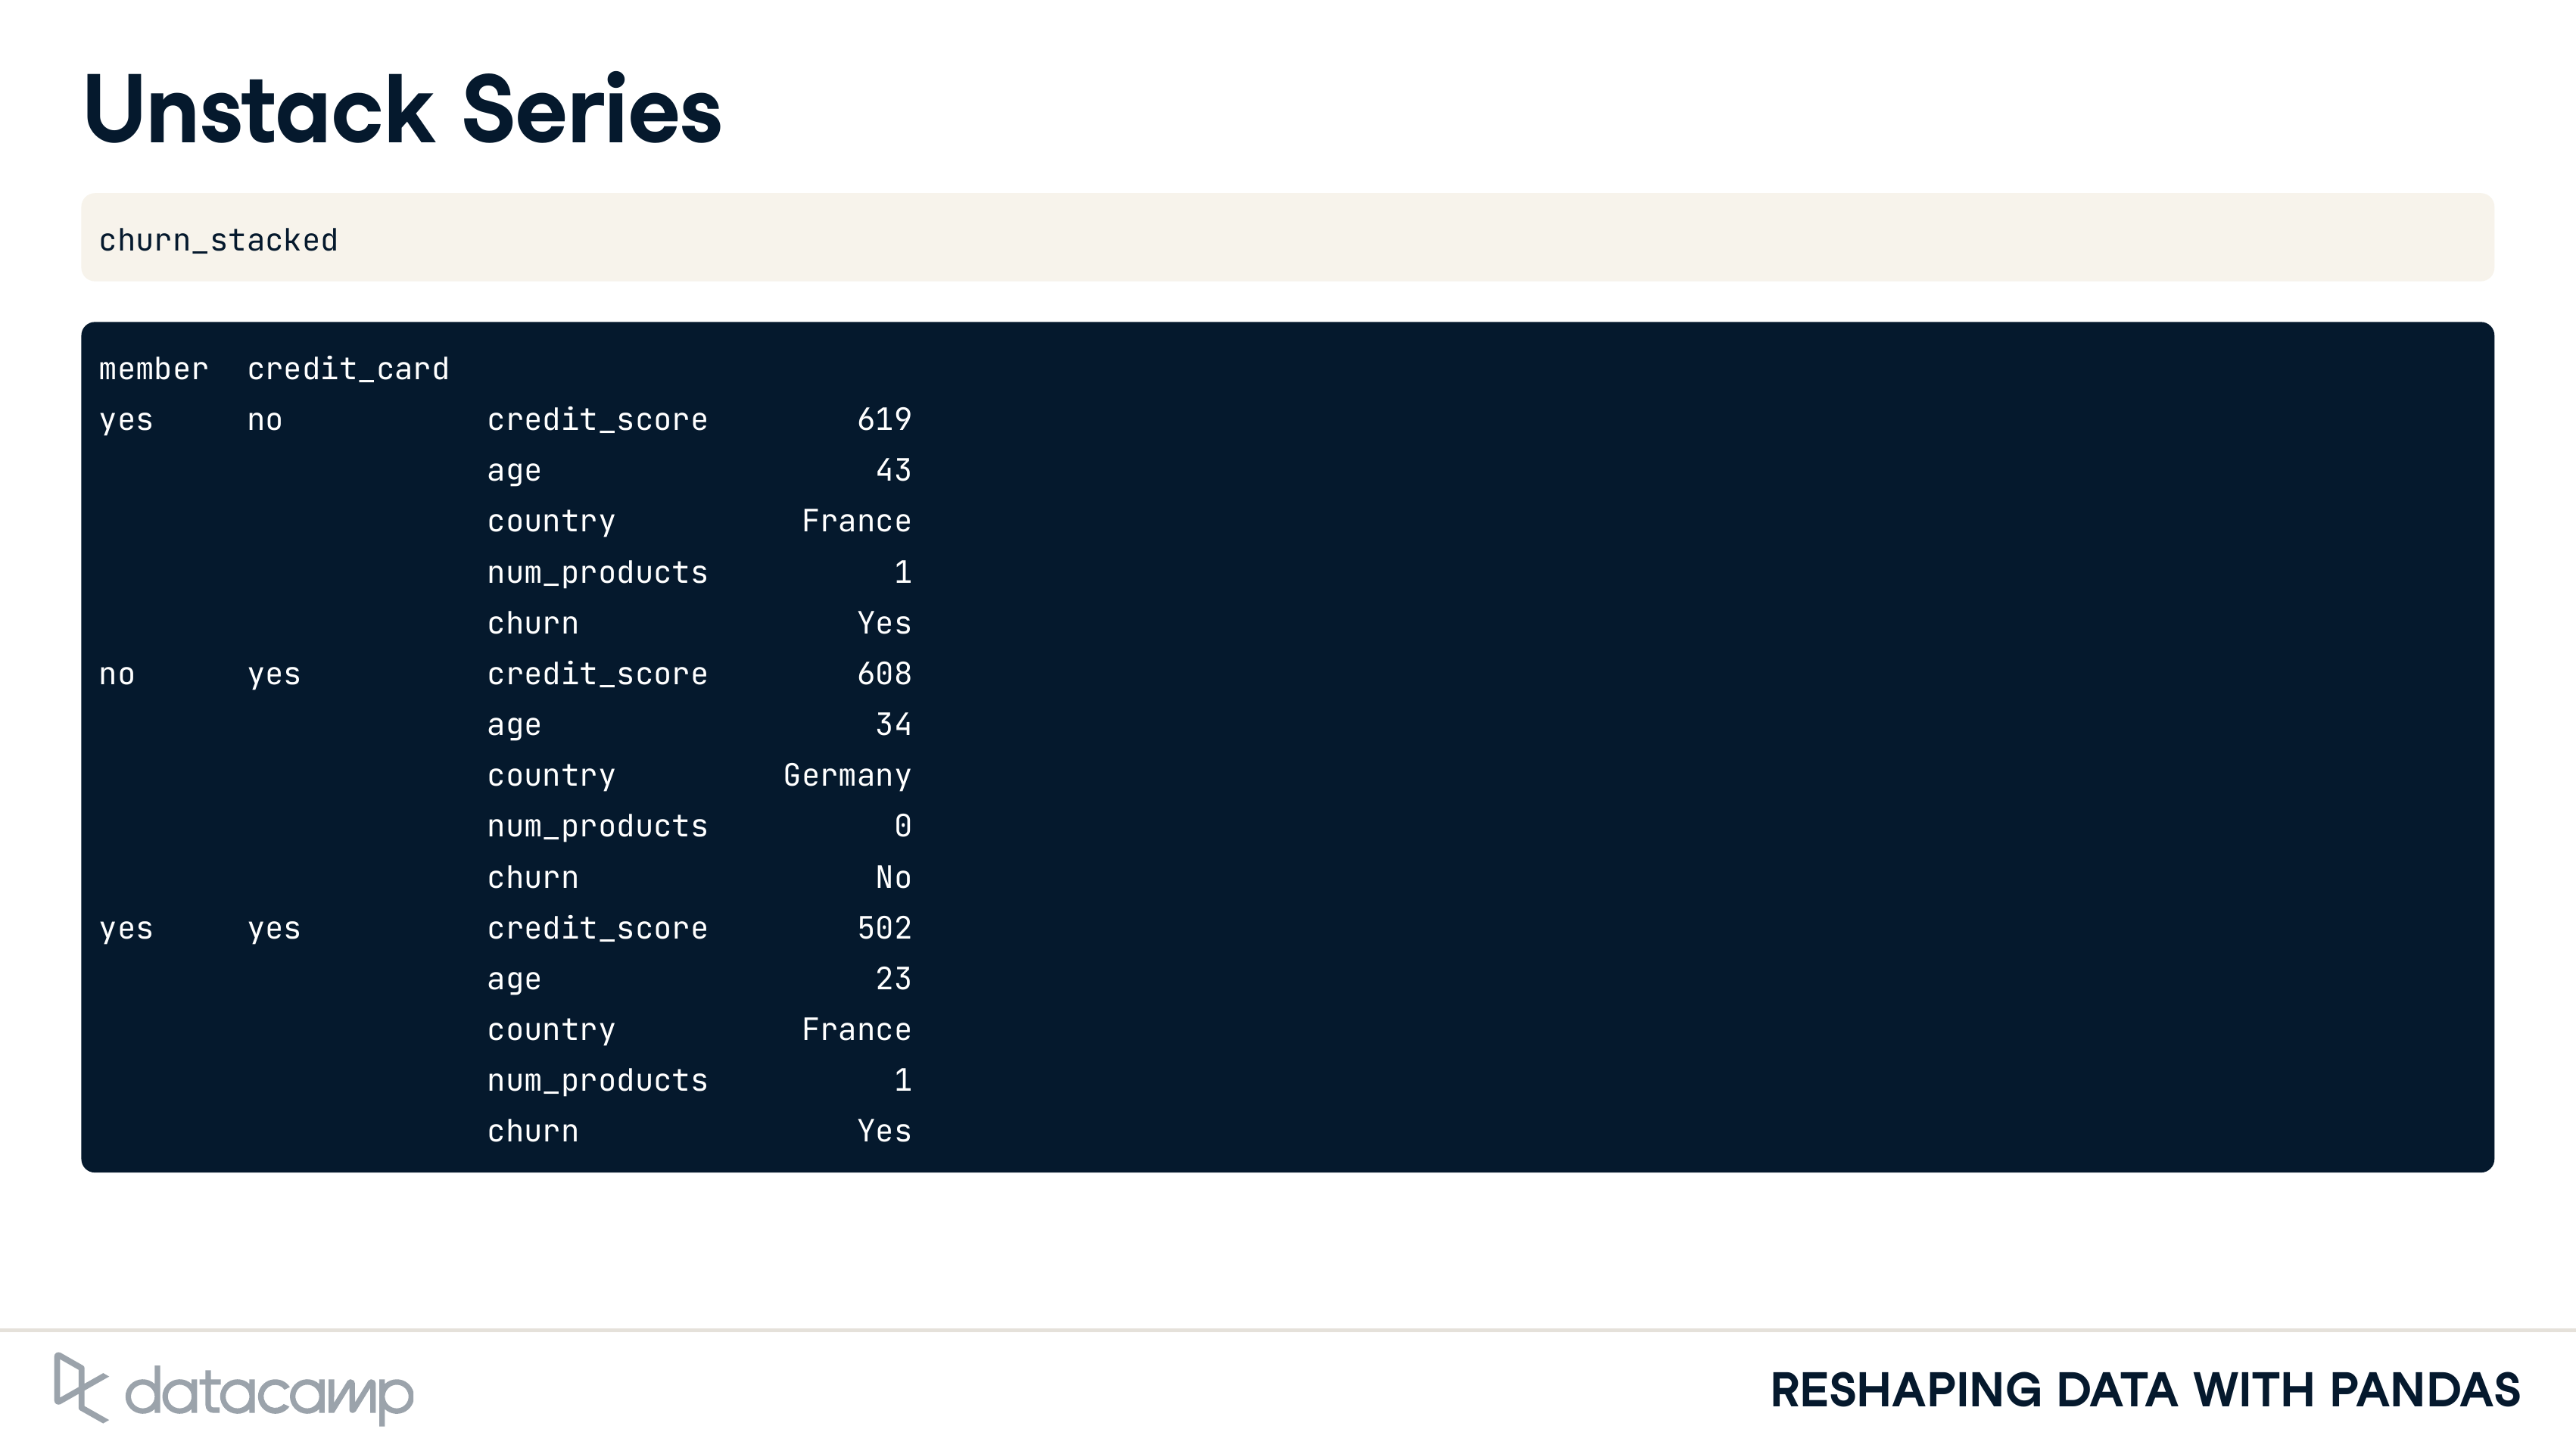 Unstack Series
churn_stacked
member credit_card
yes no credit_score 619
age 43
country France
num_products 1
churn Yes
no yes credit_score 608
age 34
country Germany
num_products 0
churn No
yes yes credit_score 502
age 23
country France
num_products 1
churn Yes
datacamp
RESHAPING DATA WITH PANDAS